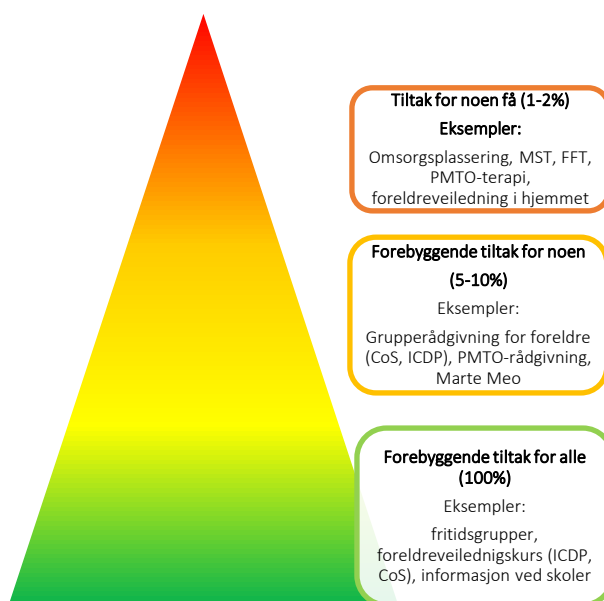 Tiltak for noen få (1-2%)
Eksempler:
Omsorgsplassering, MST, FFT,
PMTO-terapi,
foreldreveiledning i hjemmet
Forebyggende tiltak for noen
(5-10%)
Eksempler:
Grupperådgivning for foreldre
(CoS, ICDP), PMTO-rådgivning,
Marte Meo
Forebyggende tiltak for alle
(100%)
Eksempler:
fritidsgrupper,
foreldreveilednigskurs (ICDP,
CoS), informasjon ved skoler